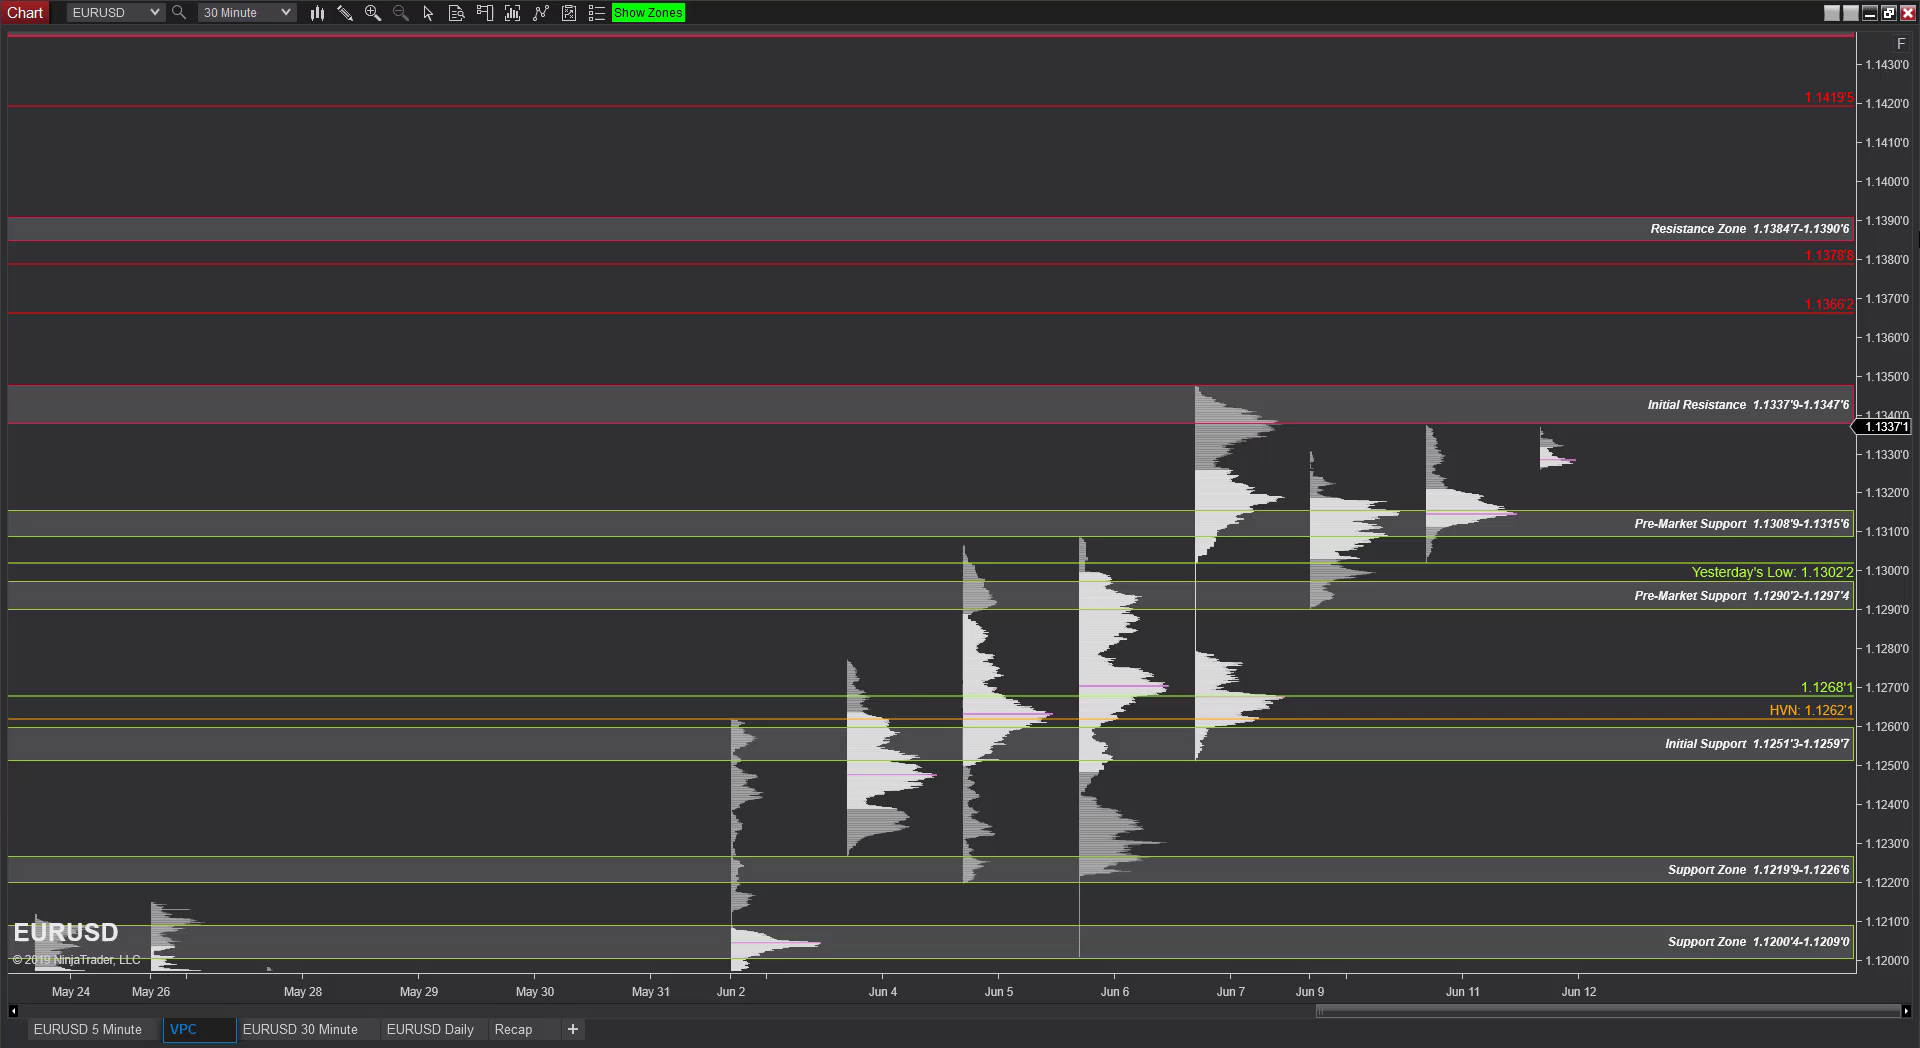 Chart EURUSD 30 Minute Show Zones
F
1.1430'0
1.1419'5
1.1420'0
1.1410'0
1.1400'0
1.1390'0
Resistance Zone 1.1384'7-1.1390'6
1.1378'8
1.1380'0
1.1366'2
1.1370'0
1.1360'0
1.1350'0
Initial Resistance 1.1337'9-1.1347'6
1.1340'0
1.1337'1
1.1330'0
1.1320'0
Pre-Market Support 1.1308'9-1.1315'6
1.1310'0
Yesterday's Low: 1.1302'2
1.1300'0
Pre-Market Support 1.1290'2-1.1297'4
1.1290'0
1.1280'0
1.1268'1
1.1270'0
HVN: 1.1262'1
1.1260'0
Initial Support 1.1251'3-1.1259'7
1.1250'0
1.1240'0
1.1230'0
Support Zone 1.1219'9-1.1226'6
1.1220'0
1.1210'0
EURUSD
Support Zone 1.1200'4-1.1209'0
© 2019 NinjaTrader, LLC
1.1200'0
May 24 May 26 May 28 May 29 May 30 May 31 Jun 2 Jun 4 Jun 5 Jun 6 Jun 7 Jun 9 Jun 11 Jun 12
EURUSD 5 Minute VPC EURUSD 30 Minute EURUSD Daily Recap +